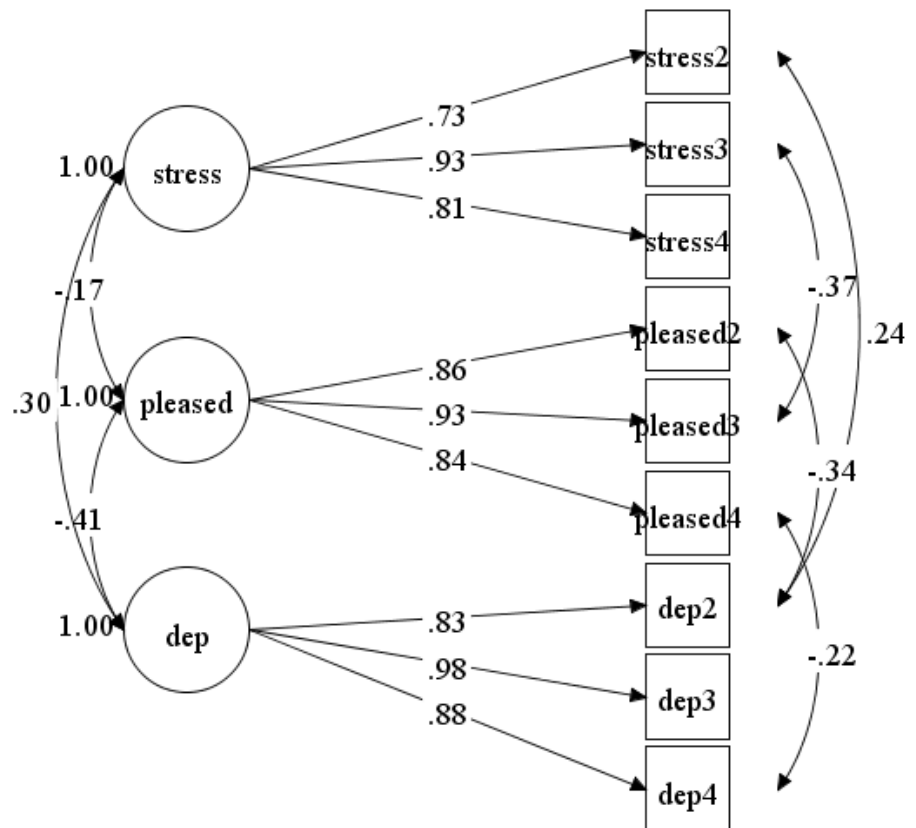 stress2
.73
1.00
stress
.93
stress3
.81
stress4
-.17
-.37
pleased2
.24
.86
.30
1.00
pleased
.93
pleased3
.84
-.34
pleased4
-.41
dep2
.83
1.00
dep
-.22
.98
dep3
.88
dep4